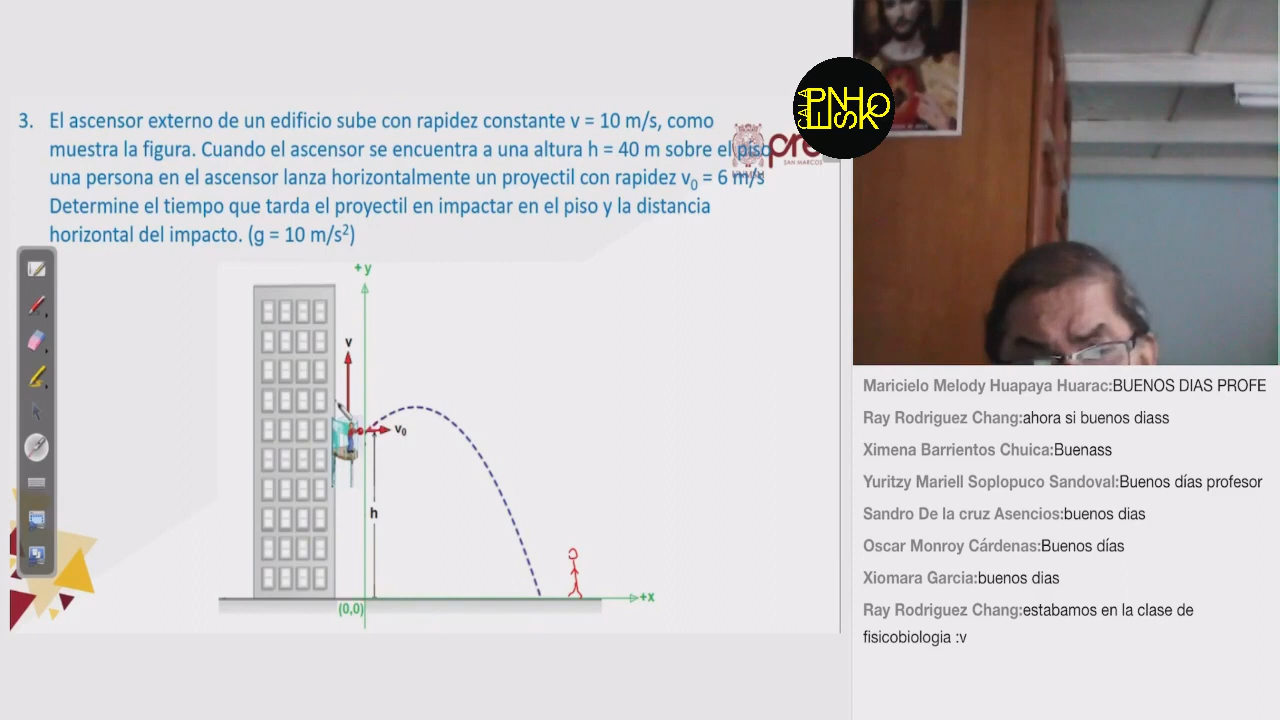 3. El ascensor externo de un edificio sube con rapidez constante v = 10 m/s, como
muestra la figura. Cuando el ascensor se encuentra a una altura h = 40 m sobre el piso
una persona en el ascensor lanza horizontalmente un proyectil con rapidez v₀ = 6 m/s
Determine el tiempo que tarda el proyectil en impactar en el piso y la distancia
horizontal del impacto. (g = 10 m/s²)
pre
SAN MARCOS
+y
v
v₀
h
(0,0)
+x
Maricielo Melody Huapaya Huarac:BUENOS DIAS PROFE
Ray Rodriguez Chang:ahora si buenos diass
Ximena Barrientos Chuica:Buenass
Yuritzy Mariell Soplopuco Sandoval:Buenos días profesor
Sandro De la cruz Asencios:buenos dias
Oscar Monroy Cárdenas:Buenos días
Xiomara Garcia:buenos dias
Ray Rodriguez Chang:estabamos en la clase de
fisicobiologia :v